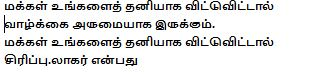 மக்கள் உங்களைத் தனியாக விட்டுவிட்டால்
வாழ்க்கை அருமையாக இருக்கும்.
மக்கள் உங்களைத் தனியாக விட்டுவிட்டால்
சிரிப்பு.லாகர் என்பது